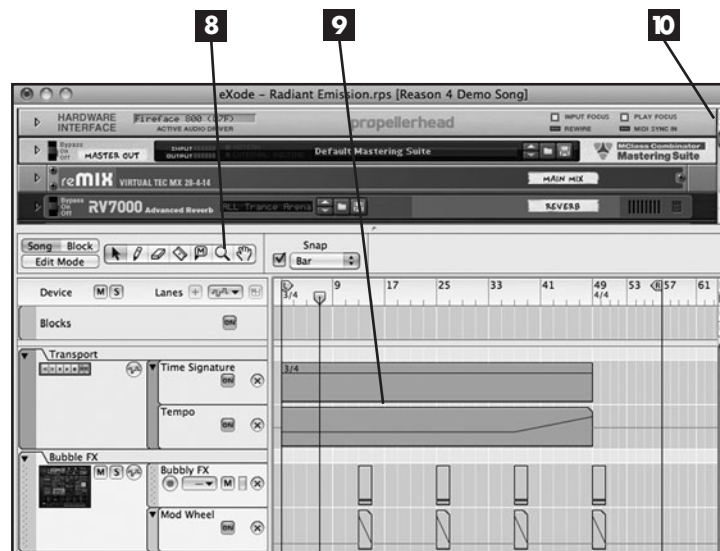 8 9 10
eXode – Radiant Emission.rps [Reason 4 Demo Song]
HARDWARE INTERFACE
Fireface 800 (D7F)
ACTIVE AUDIO DRIVER
propellerhead
INPUT FOCUS PLAY FOCUS
REWIRE MIDI SYNC IN
Bypass
On
Off
MASTER OUT
INPUT
OUTPUT
Default Mastering Suite
MClass Combinator
Mastering Suite
reMIX VIRTUAL TEC MX 28-4-14
MAIN MIX
Bypass
On
Off
RV7000 Advanced Reverb
ALL Trance Arena
REVERB
Song Block
Edit Mode
M
Snap
Bar
Device M S Lanes
L 9 17 25 33 41 49 53 R 57 61
3/4 4/4
Blocks ON
Transport
Time Signature
ON
3/4
Tempo
ON
Bubble FX
M S
Bubbly FX
M
Mod Wheel
ON